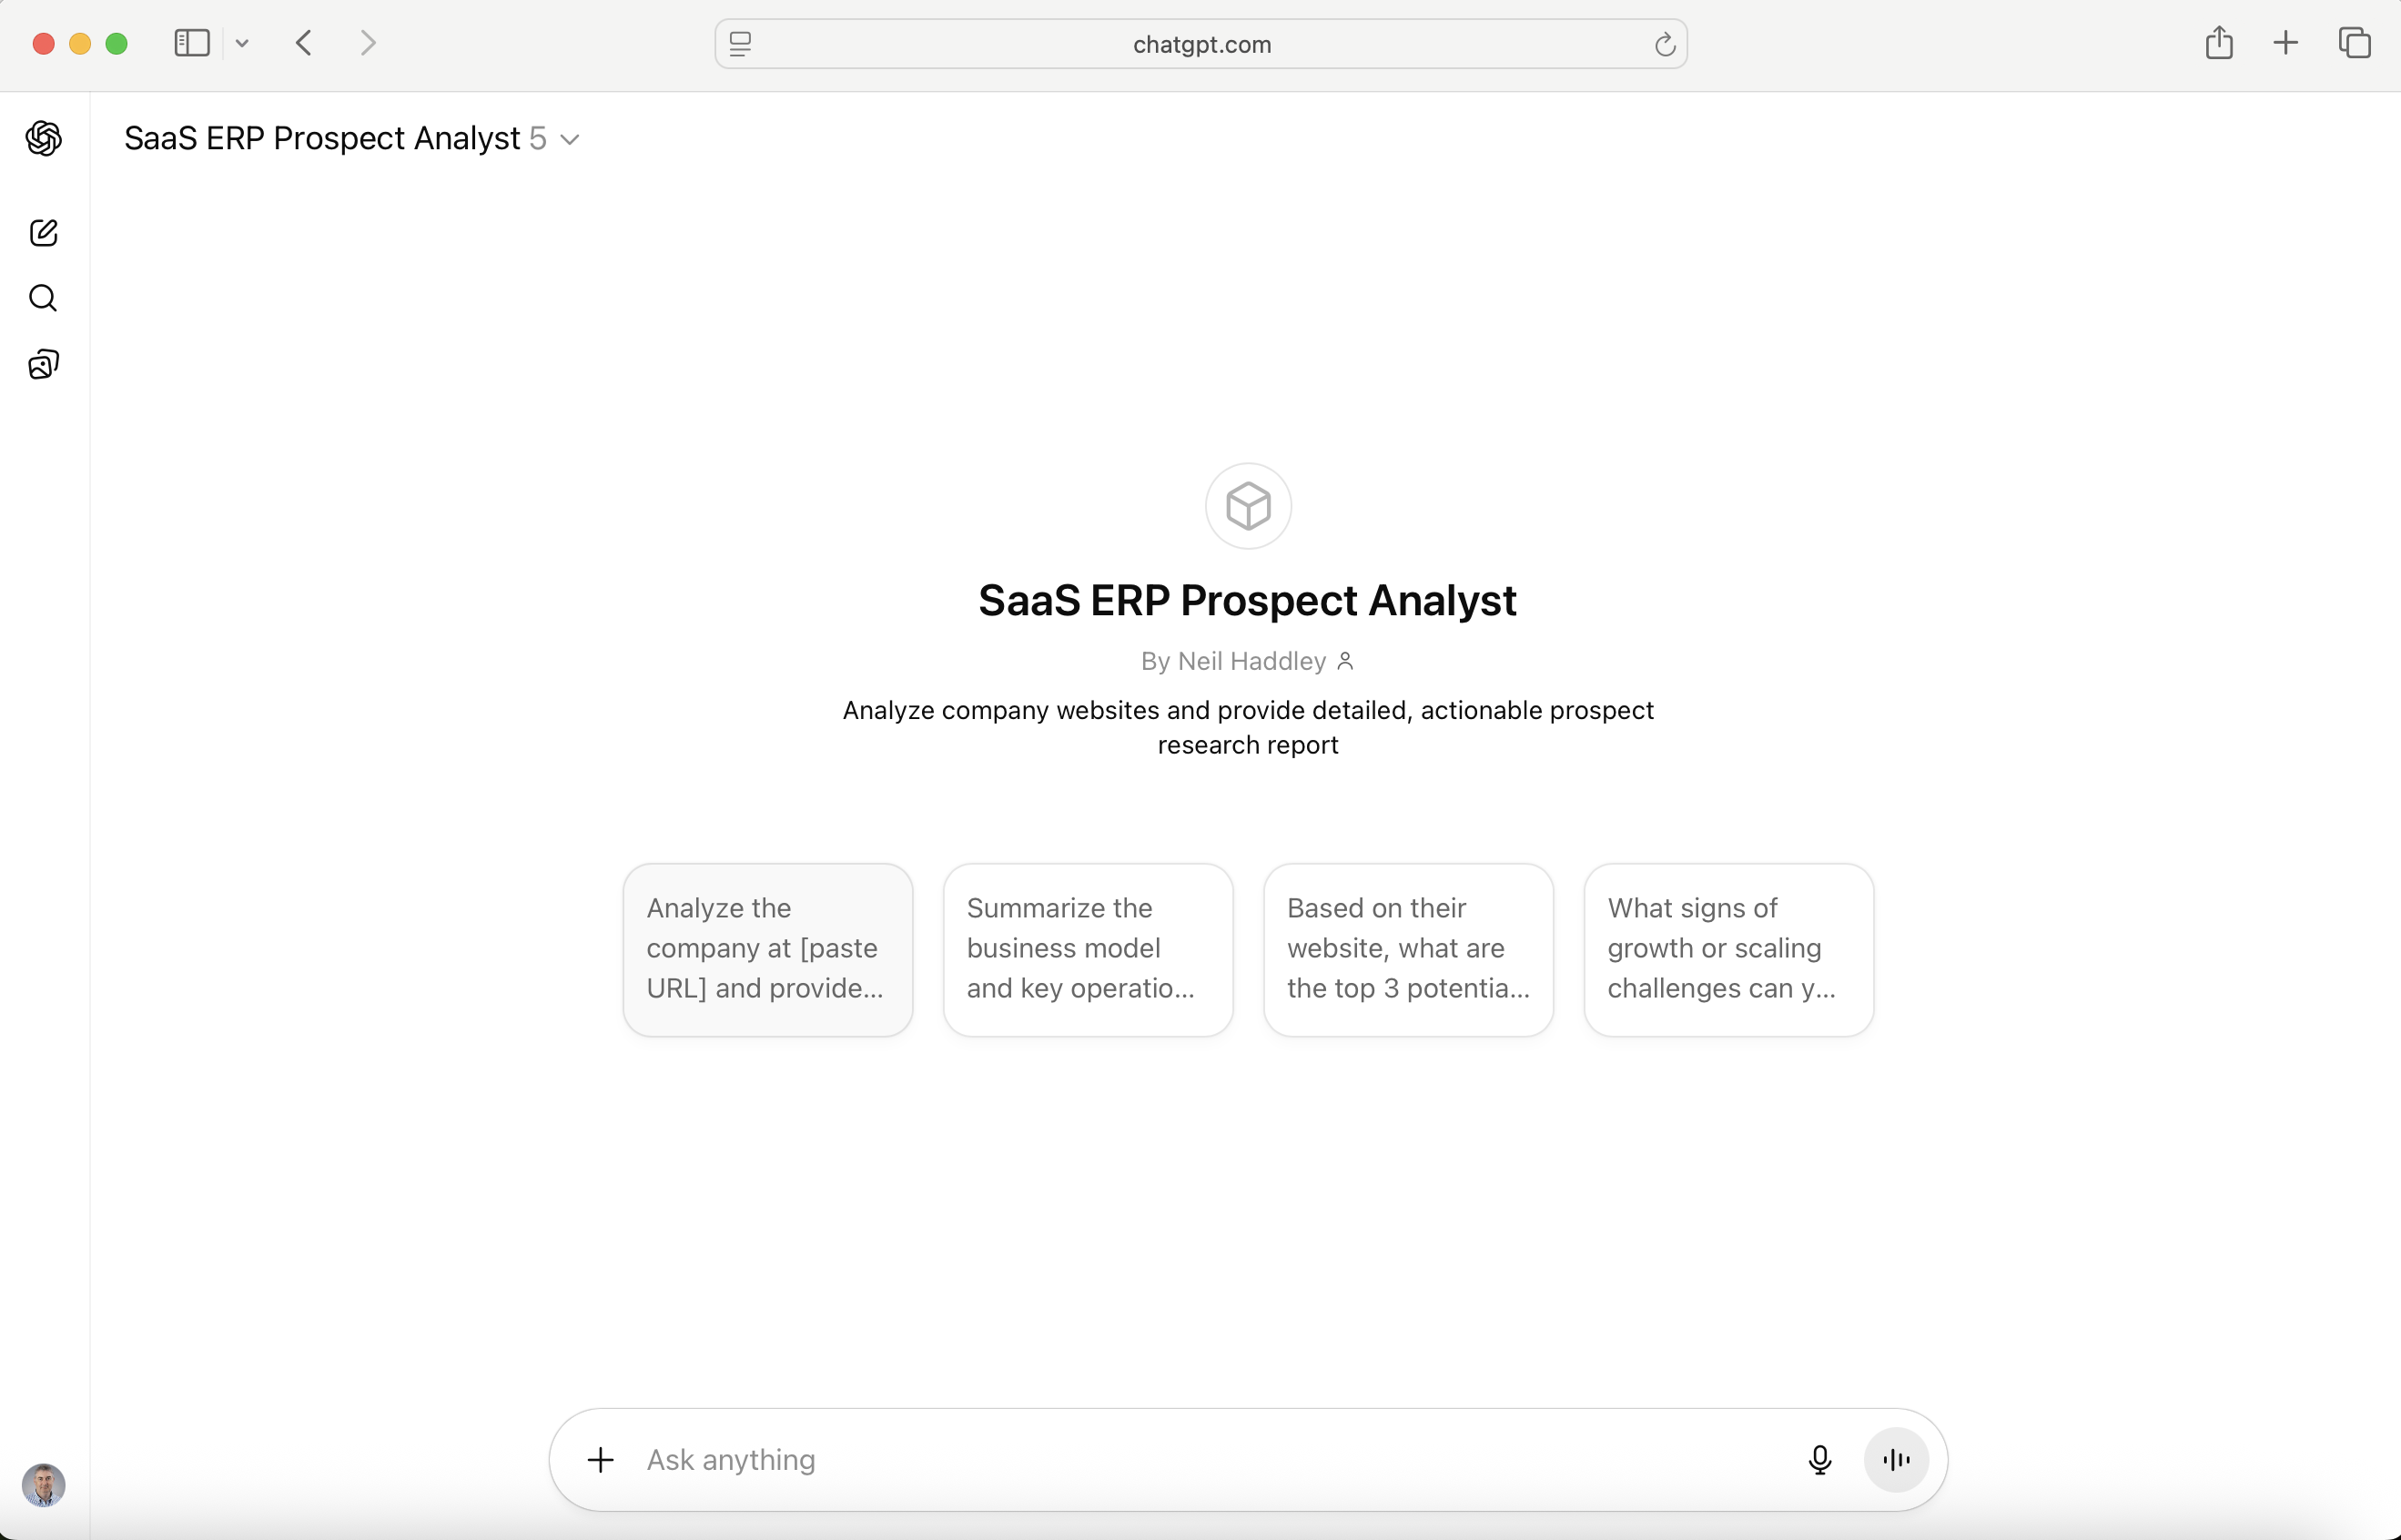 chatgpt.com
SaaS ERP Prospect Analyst 5
SaaS ERP Prospect Analyst
By Neil Haddley
Analyze company websites and provide detailed, actionable prospect
research report
Analyze the
company at [paste
URL] and provide...
Summarize the
business model
and key operatio...
Based on their
website, what are
the top 3 potentia...
What signs of
growth or scaling
challenges can y...
Ask anything